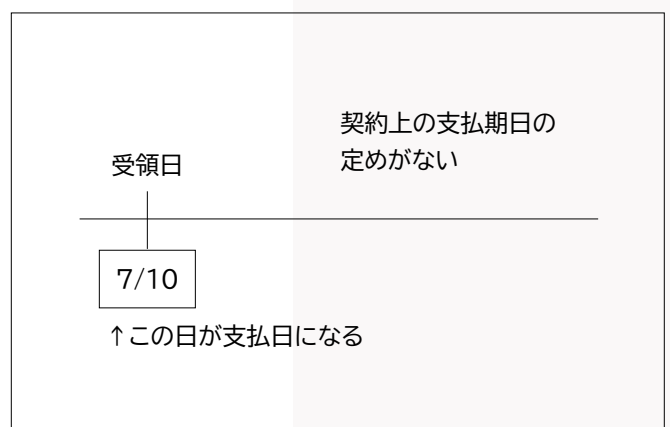 契約上の支払期日の
定めがない
受領日
7/10
↑この日が支払日になる